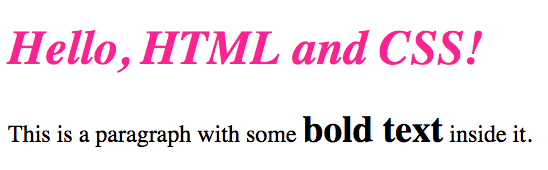 Hello, HTML and CSS!
This is a paragraph with some bold text inside it.